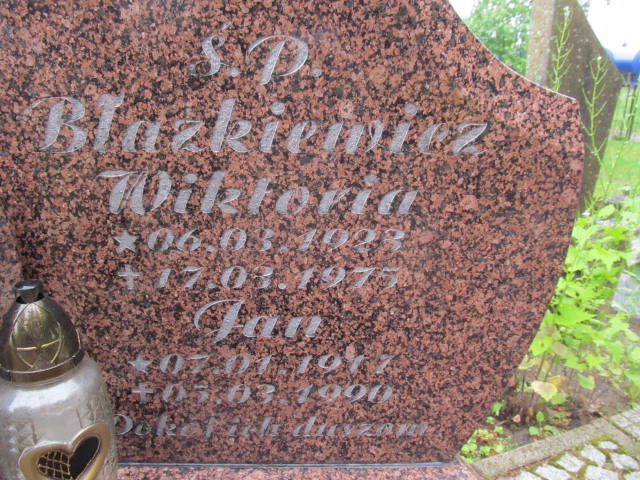 Ś.P.
Błazkiewicz
Wiktoria
★ 06.03.1923
✝ 17.03.1975
Jan
★ 07.01.1917
✝ 05.03.1990
Pokój ich duszom